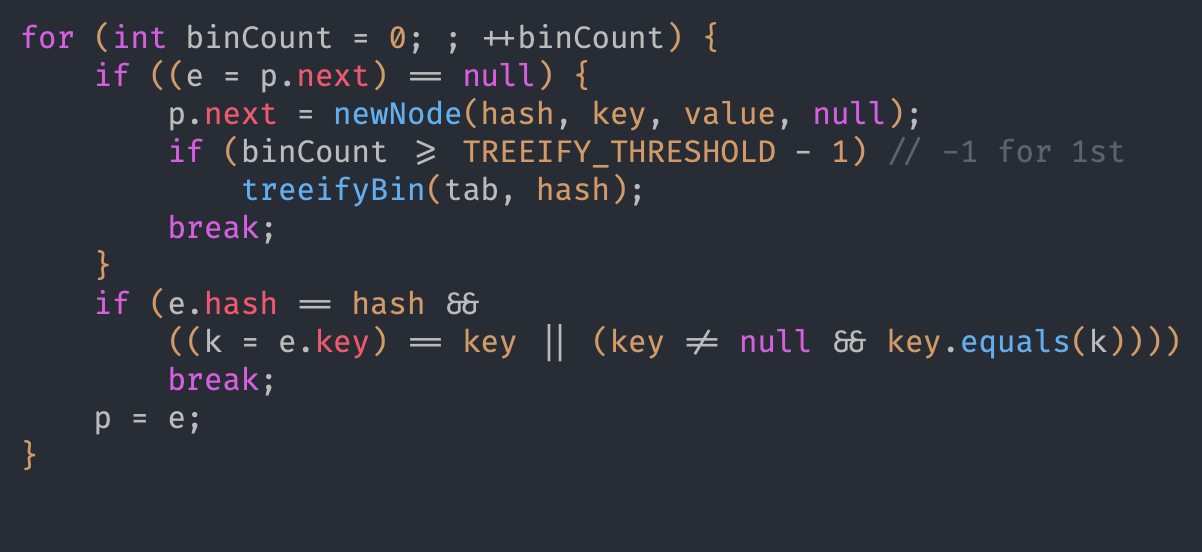 for (int binCount = 0; ; ++binCount) {
    if ((e = p.next) == null) {
        p.next = newNode(hash, key, value, null);
        if (binCount >= TREEIFY_THRESHOLD - 1) // -1 for 1st
            treeifyBin(tab, hash);
        break;
    }
    if (e.hash == hash &&
        ((k = e.key) == key || (key != null && key.equals(k))))
        break;
    p = e;
}